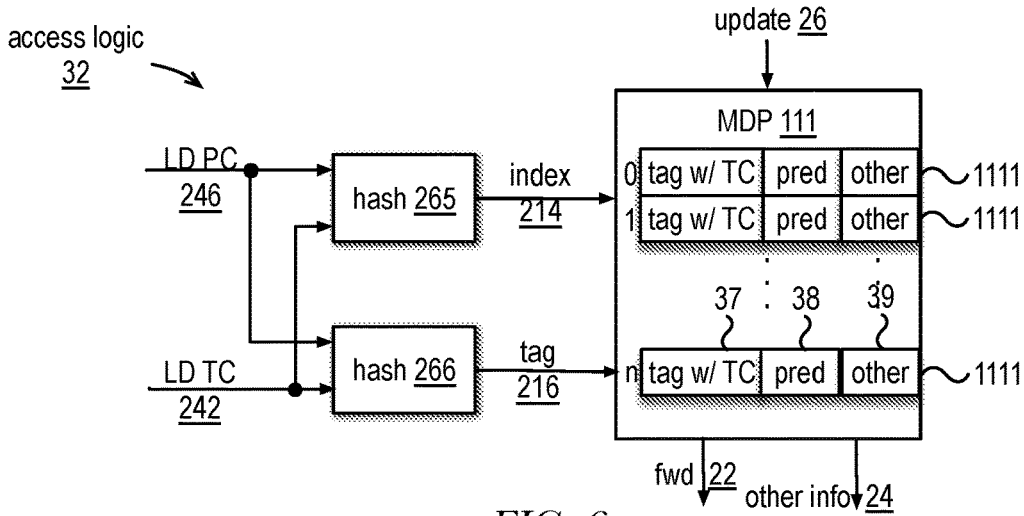 update 26
access logic
32
MDP 111
LD PC
246
hash 265
index
214
0 tag w/ TC pred other 1111
1 tag w/ TC pred other 1111
37 38 39
LD TC
242
hash 266
tag
216
n tag w/ TC pred other 1111
fwd 22
other info 24